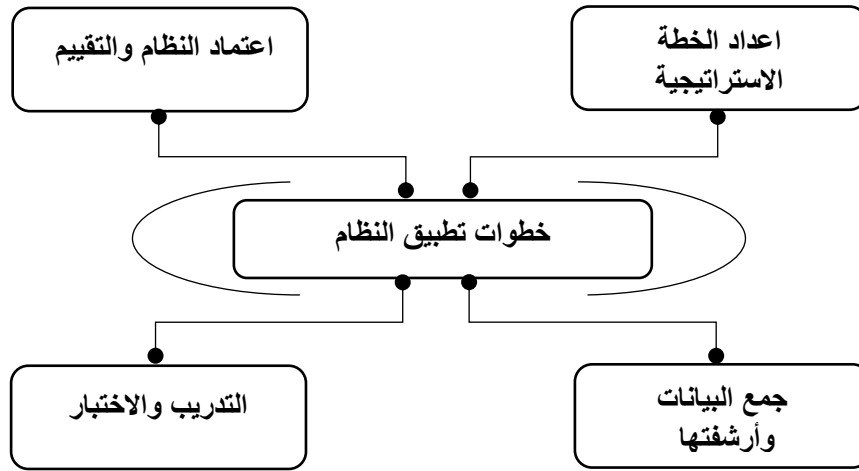 اعداد الخطة
الاستراتيجية
اعتماد النظام والتقييم
خطوات تطبيق النظام
جمع البيانات
وأرشفتها
التدريب والاختبار